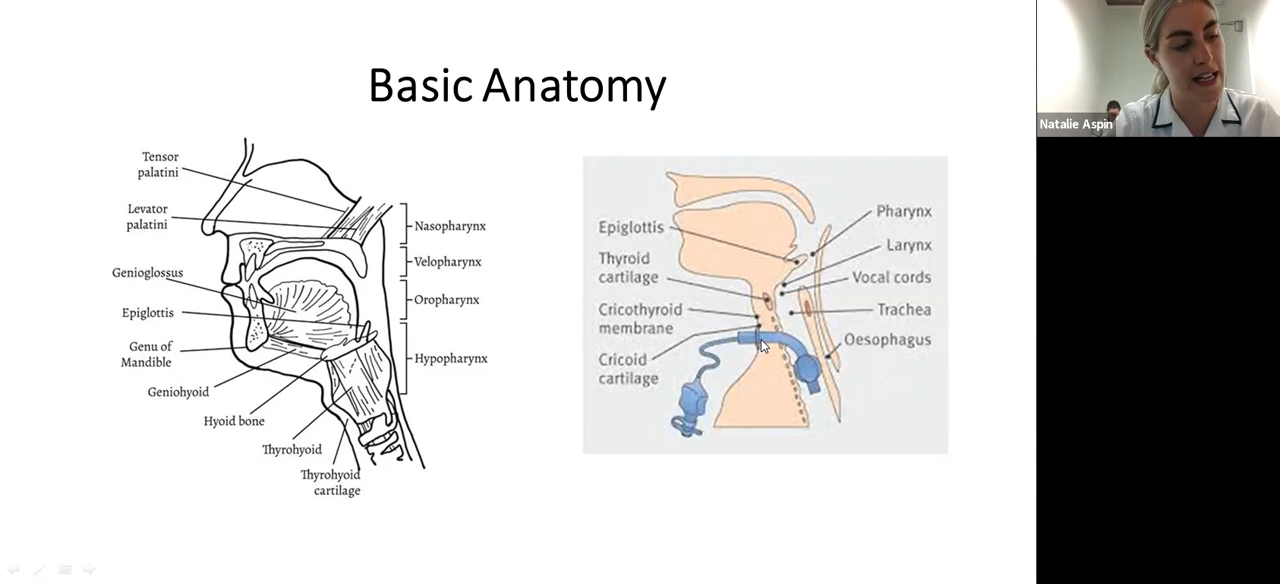 Basic Anatomy
Tensor
palatini
Levator
palatini
Genioglossus
Epiglottis
Genu of
Mandible
Geniohyoid
Hyoid bone
Thyrohyoid
Thyrohyoid
cartilage
Nasopharynx
Velopharynx
Oropharynx
Hypopharynx
Epiglottis
Thyroid
cartilage
Cricothyroid
membrane
Cricoid
cartilage
Pharynx
Larynx
Vocal cords
Trachea
Oesophagus
Natalie Aspin